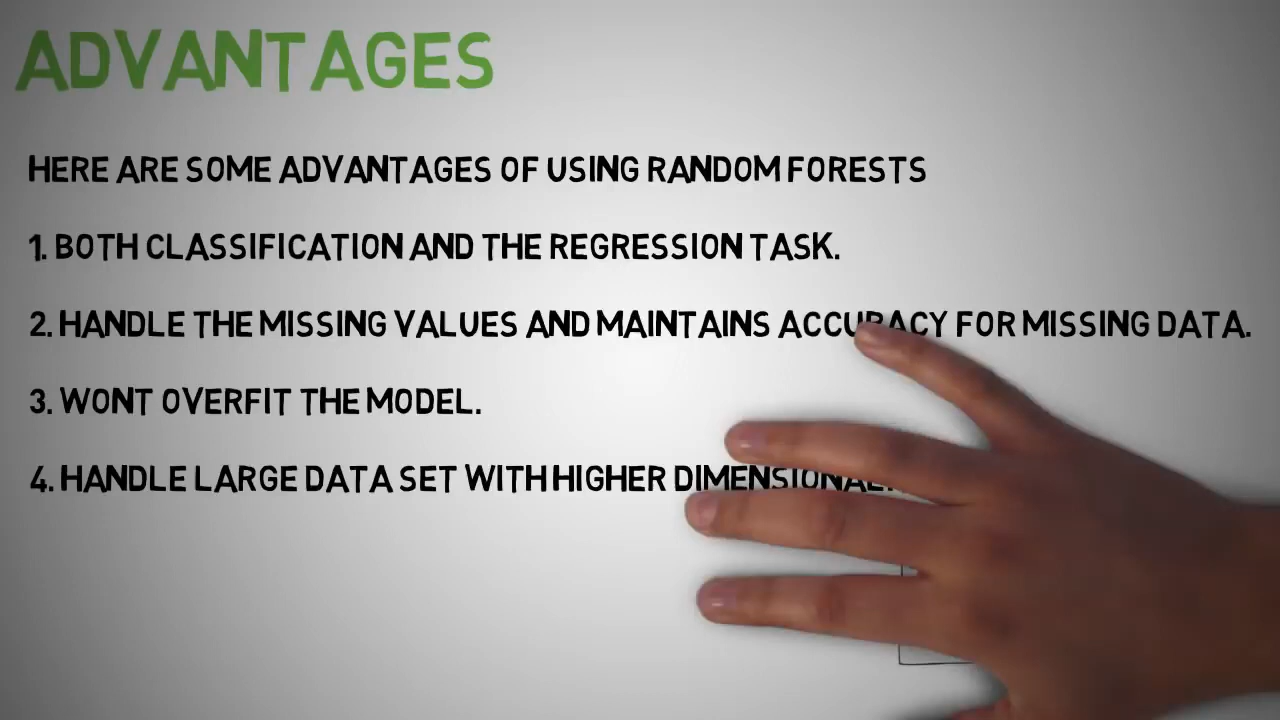 ADVANTAGES
HERE ARE SOME ADVANTAGES OF USING RANDOM FORESTS
1. BOTH CLASSIFICATION AND THE REGRESSION TASK.
2. HANDLE THE MISSING VALUES AND MAINTAINS ACCURACY FOR MISSING DATA.
3. WONT OVERFIT THE MODEL.
4. HANDLE LARGE DATA SET WITH HIGHER DIMENSIONAL